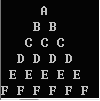 A
B B
C C C
D D D D
E E E E E
F F F F F F